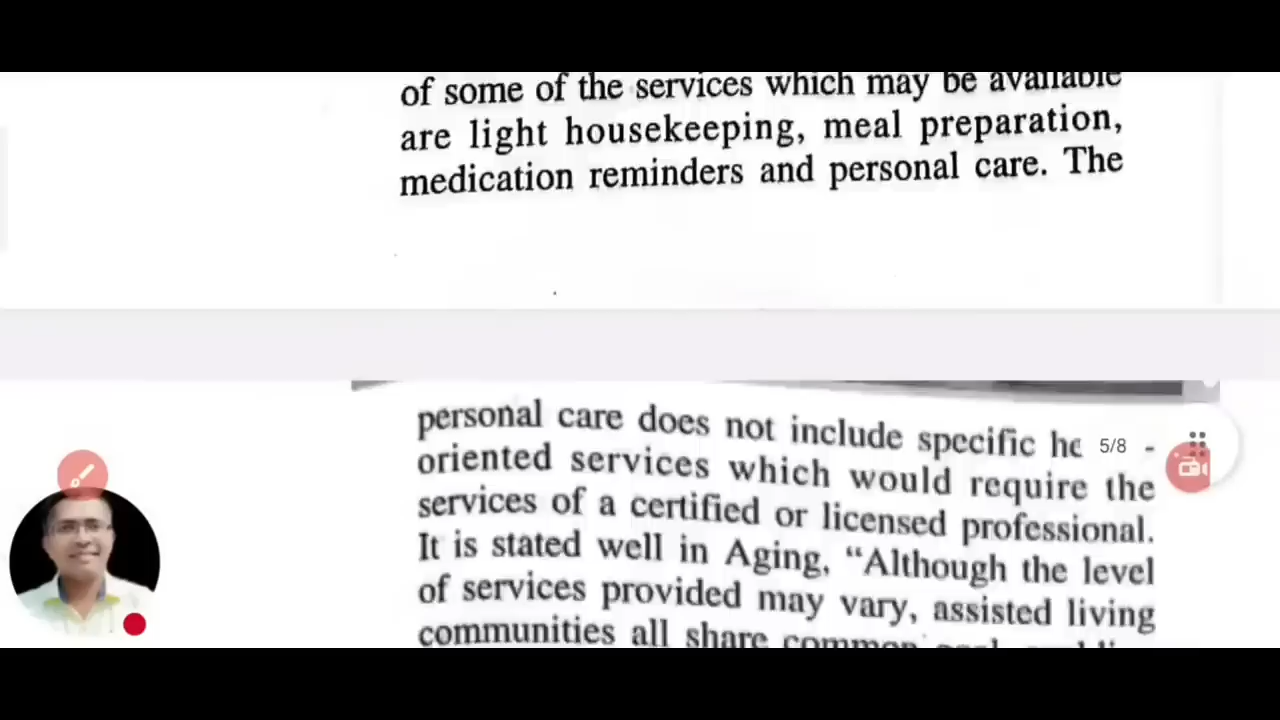 of some of the services which may be available
are light housekeeping, meal preparation,
medication reminders and personal care. The
personal care does not include specific
5/8
oriented services which would require the
services of a certified or licensed professional.
It is stated well in Aging, “Although the level
of services provided may vary, assisted living
communities all share common